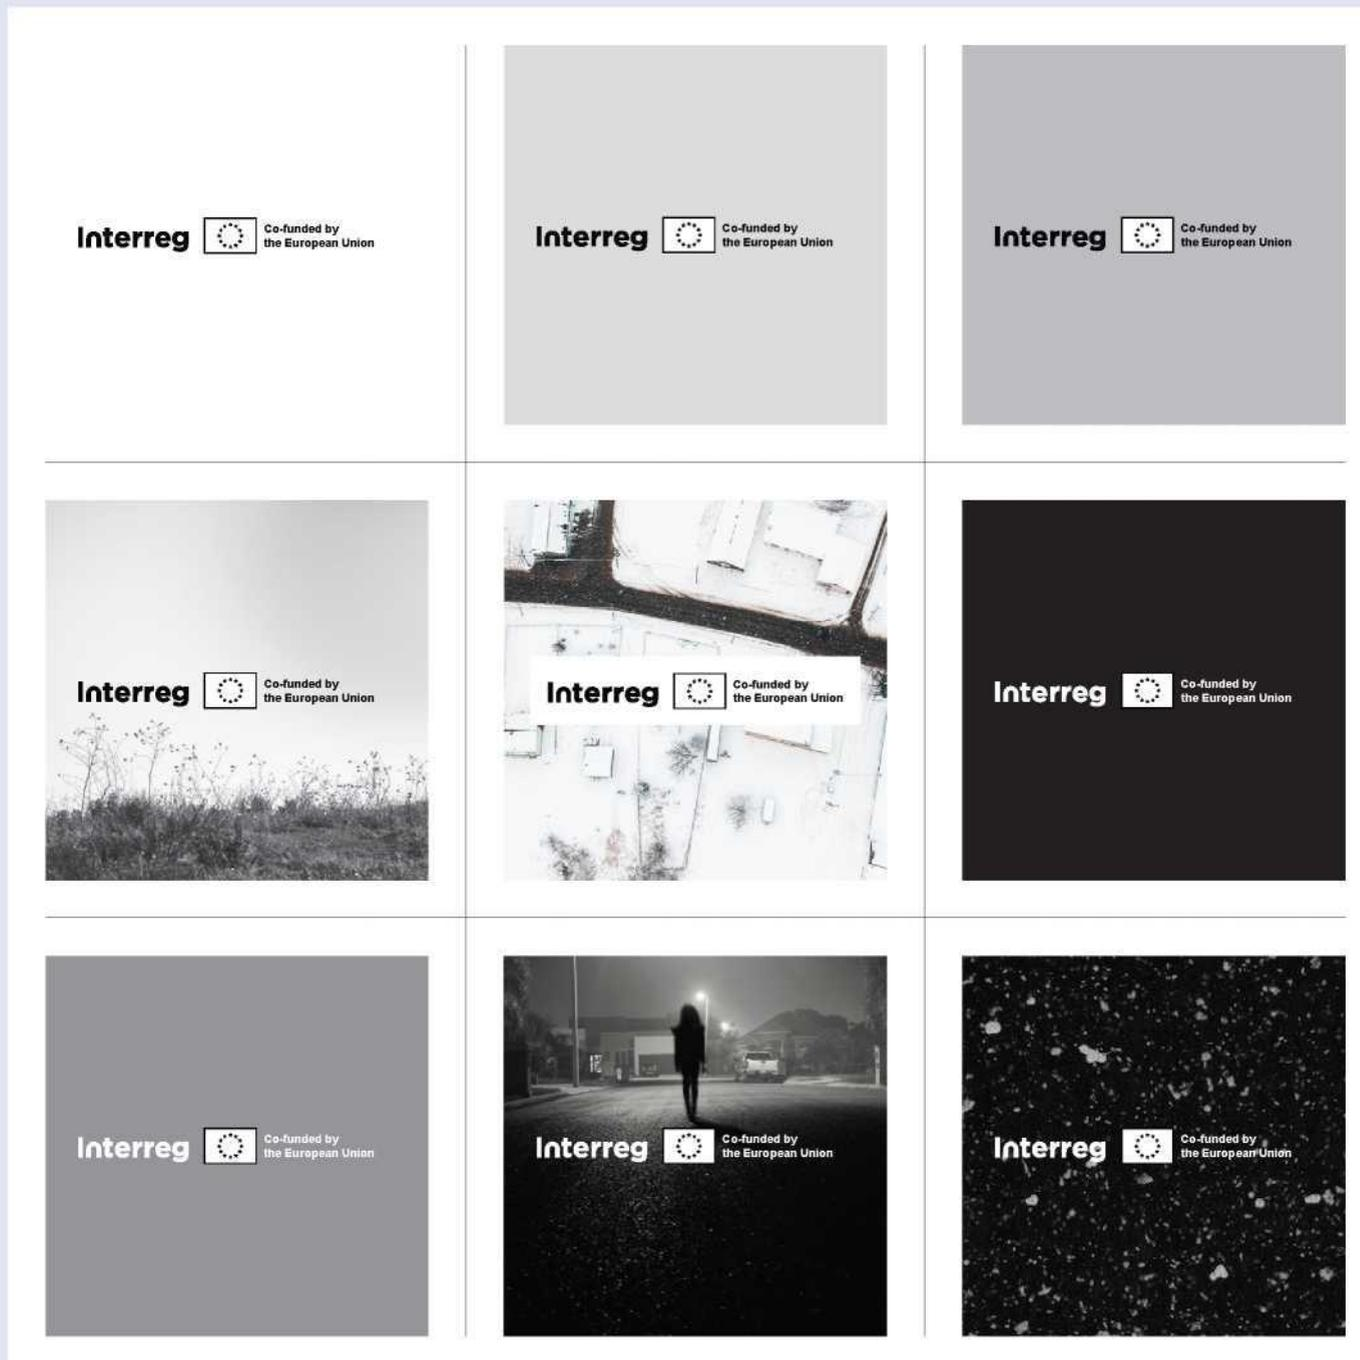 Interreg
Co-funded by
the European Union
Interreg
Co-funded by
the European Union
Interreg
Co-funded by
the European Union
Interreg
Co-funded by
the European Union
Interreg
Co-funded by
the European Union
Interreg
Co-funded by
the European Union
Interreg
Co-funded by
the European Union
Interreg
Co-funded by
the European Union
Interreg
Co-funded by
the European Union